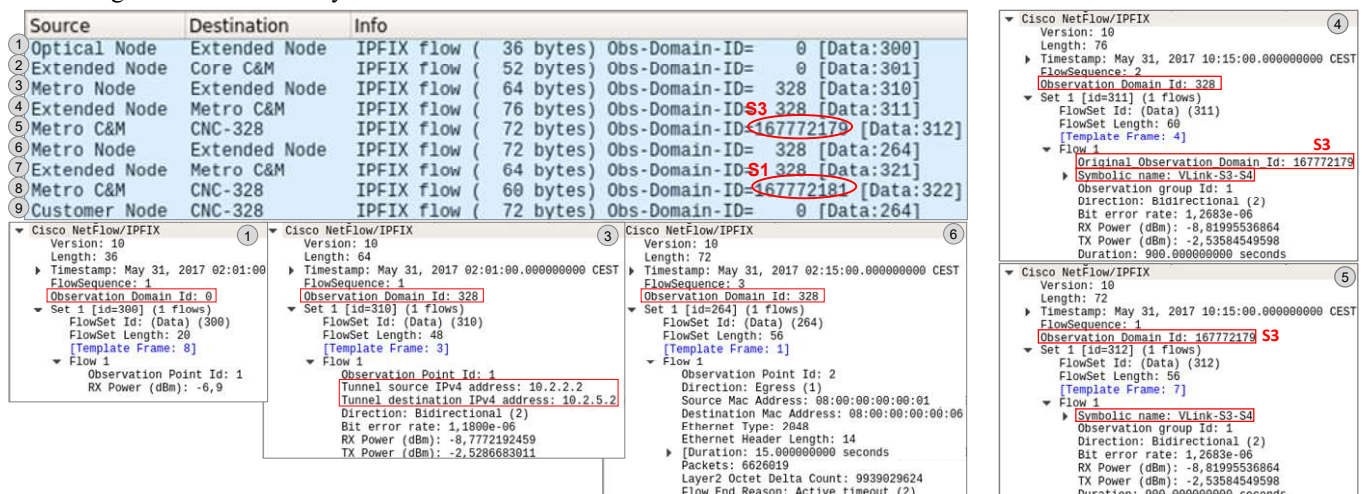 Source Destination Info
1 Optical Node Extended Node IPFIX flow ( 36 bytes) Obs-Domain-ID= 0 [Data:300]
2 Extended Node Core C&M IPFIX flow ( 52 bytes) Obs-Domain-ID= 0 [Data:301]
3 Metro Node Extended Node IPFIX flow ( 64 bytes) Obs-Domain-ID= 328 [Data:310]
4 Extended Node Metro C&M IPFIX flow ( 76 bytes) Obs-Domain-ID= 328 [Data:311]
S3
5 Metro C&M CNC-328 IPFIX flow ( 72 bytes) Obs-Domain-ID=167772179 [Data:312]
6 Metro Node Extended Node IPFIX flow ( 72 bytes) Obs-Domain-ID= 328 [Data:264]
7 Extended Node Metro C&M IPFIX flow ( 64 bytes) Obs-Domain-ID= 328 [Data:321]
S1
8 Metro C&M CNC-328 IPFIX flow ( 60 bytes) Obs-Domain-ID=167772181 [Data:322]
9 Customer Node CNC-328 IPFIX flow ( 72 bytes) Obs-Domain-ID= 0 [Data:264]
Cisco NetFlow/IPFIX 1
Version: 10
Length: 36
Timestamp: May 31, 2017 02:01:00
FlowSequence: 1
Observation Domain Id: 0
Set 1 [id=300] (1 flows)
FlowSet Id: (Data) (300)
FlowSet Length: 20
[Template Frame: 8]
Flow 1
Observation Point Id: 1
RX Power (dBm): -6,9
Cisco NetFlow/IPFIX 3
Version: 10
Length: 64
Timestamp: May 31, 2017 02:01:00.000000000 CEST
FlowSequence: 1
Observation Domain Id: 328
Set 1 [id=310] (1 flows)
FlowSet Id: (Data) (310)
FlowSet Length: 48
[Template Frame: 3]
Flow 1
Observation Point Id: 1
Tunnel source IPv4 address: 10.2.2.2
Tunnel destination IPv4 address: 10.2.5.2
Direction: Bidirectional (2)
Bit error rate: 1,1800e-06
RX Power (dBm): -8,7772192459
TX Power (dBm): -2,5286683011
Cisco NetFlow/IPFIX 6
Version: 10
Length: 72
Timestamp: May 31, 2017 02:15:00.000000000 CEST
FlowSequence: 3
Observation Domain Id: 328
Set 1 [id=264] (1 flows)
FlowSet Id: (Data) (264)
FlowSet Length: 56
[Template Frame: 1]
Flow 1
Observation Point Id: 2
Direction: Egress (1)
Source Mac Address: 08:00:00:00:00:01
Destination Mac Address: 08:00:00:00:00:06
Ethernet Type: 2048
Ethernet Header Length: 14
[Duration: 15.000000000 seconds
Packets: 6626019
Layer2 Octet Delta Count: 9939029624
Flow End Reason: Active timeout (2)
Cisco NetFlow/IPFIX 4
Version: 10
Length: 76
Timestamp: May 31, 2017 10:15:00.000000000 CEST
FlowSequence: 2
Observation Domain Id: 328
Set 1 [id=311] (1 flows)
FlowSet Id: (Data) (311)
FlowSet Length: 60
[Template Frame: 4]
Flow 1
S3
Original Observation Domain Id: 167772179
Symbolic name: VLink-S3-S4
Observation group Id: 1
Direction: Bidirectional (2)
Bit error rate: 1,2683e-06
RX Power (dBm): -8,81995536864
TX Power (dBm): -2,53584549598
Duration: 900.000000000 seconds
Cisco NetFlow/IPFIX 5
Version: 10
Length: 72
Timestamp: May 31, 2017 10:15:00.000000000 CEST
FlowSequence: 1
Observation Domain Id: 167772179 S3
Set 1 [id=312] (1 flows)
FlowSet Id: (Data) (312)
FlowSet Length: 56
[Template Frame: 7]
Flow 1
Symbolic name: VLink-S3-S4
Observation group Id: 1
Direction: Bidirectional (2)
Bit error rate: 1,2683e-06
RX Power (dBm): -8,81995536864
TX Power (dBm): -2,53584549598
Duration: 900.000000000 seconds